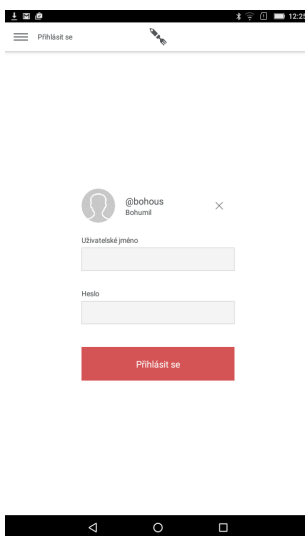 12:25
Přihlásit se
@bohous
Bohumil
Uživatelské jméno
Heslo
Přihlásit se